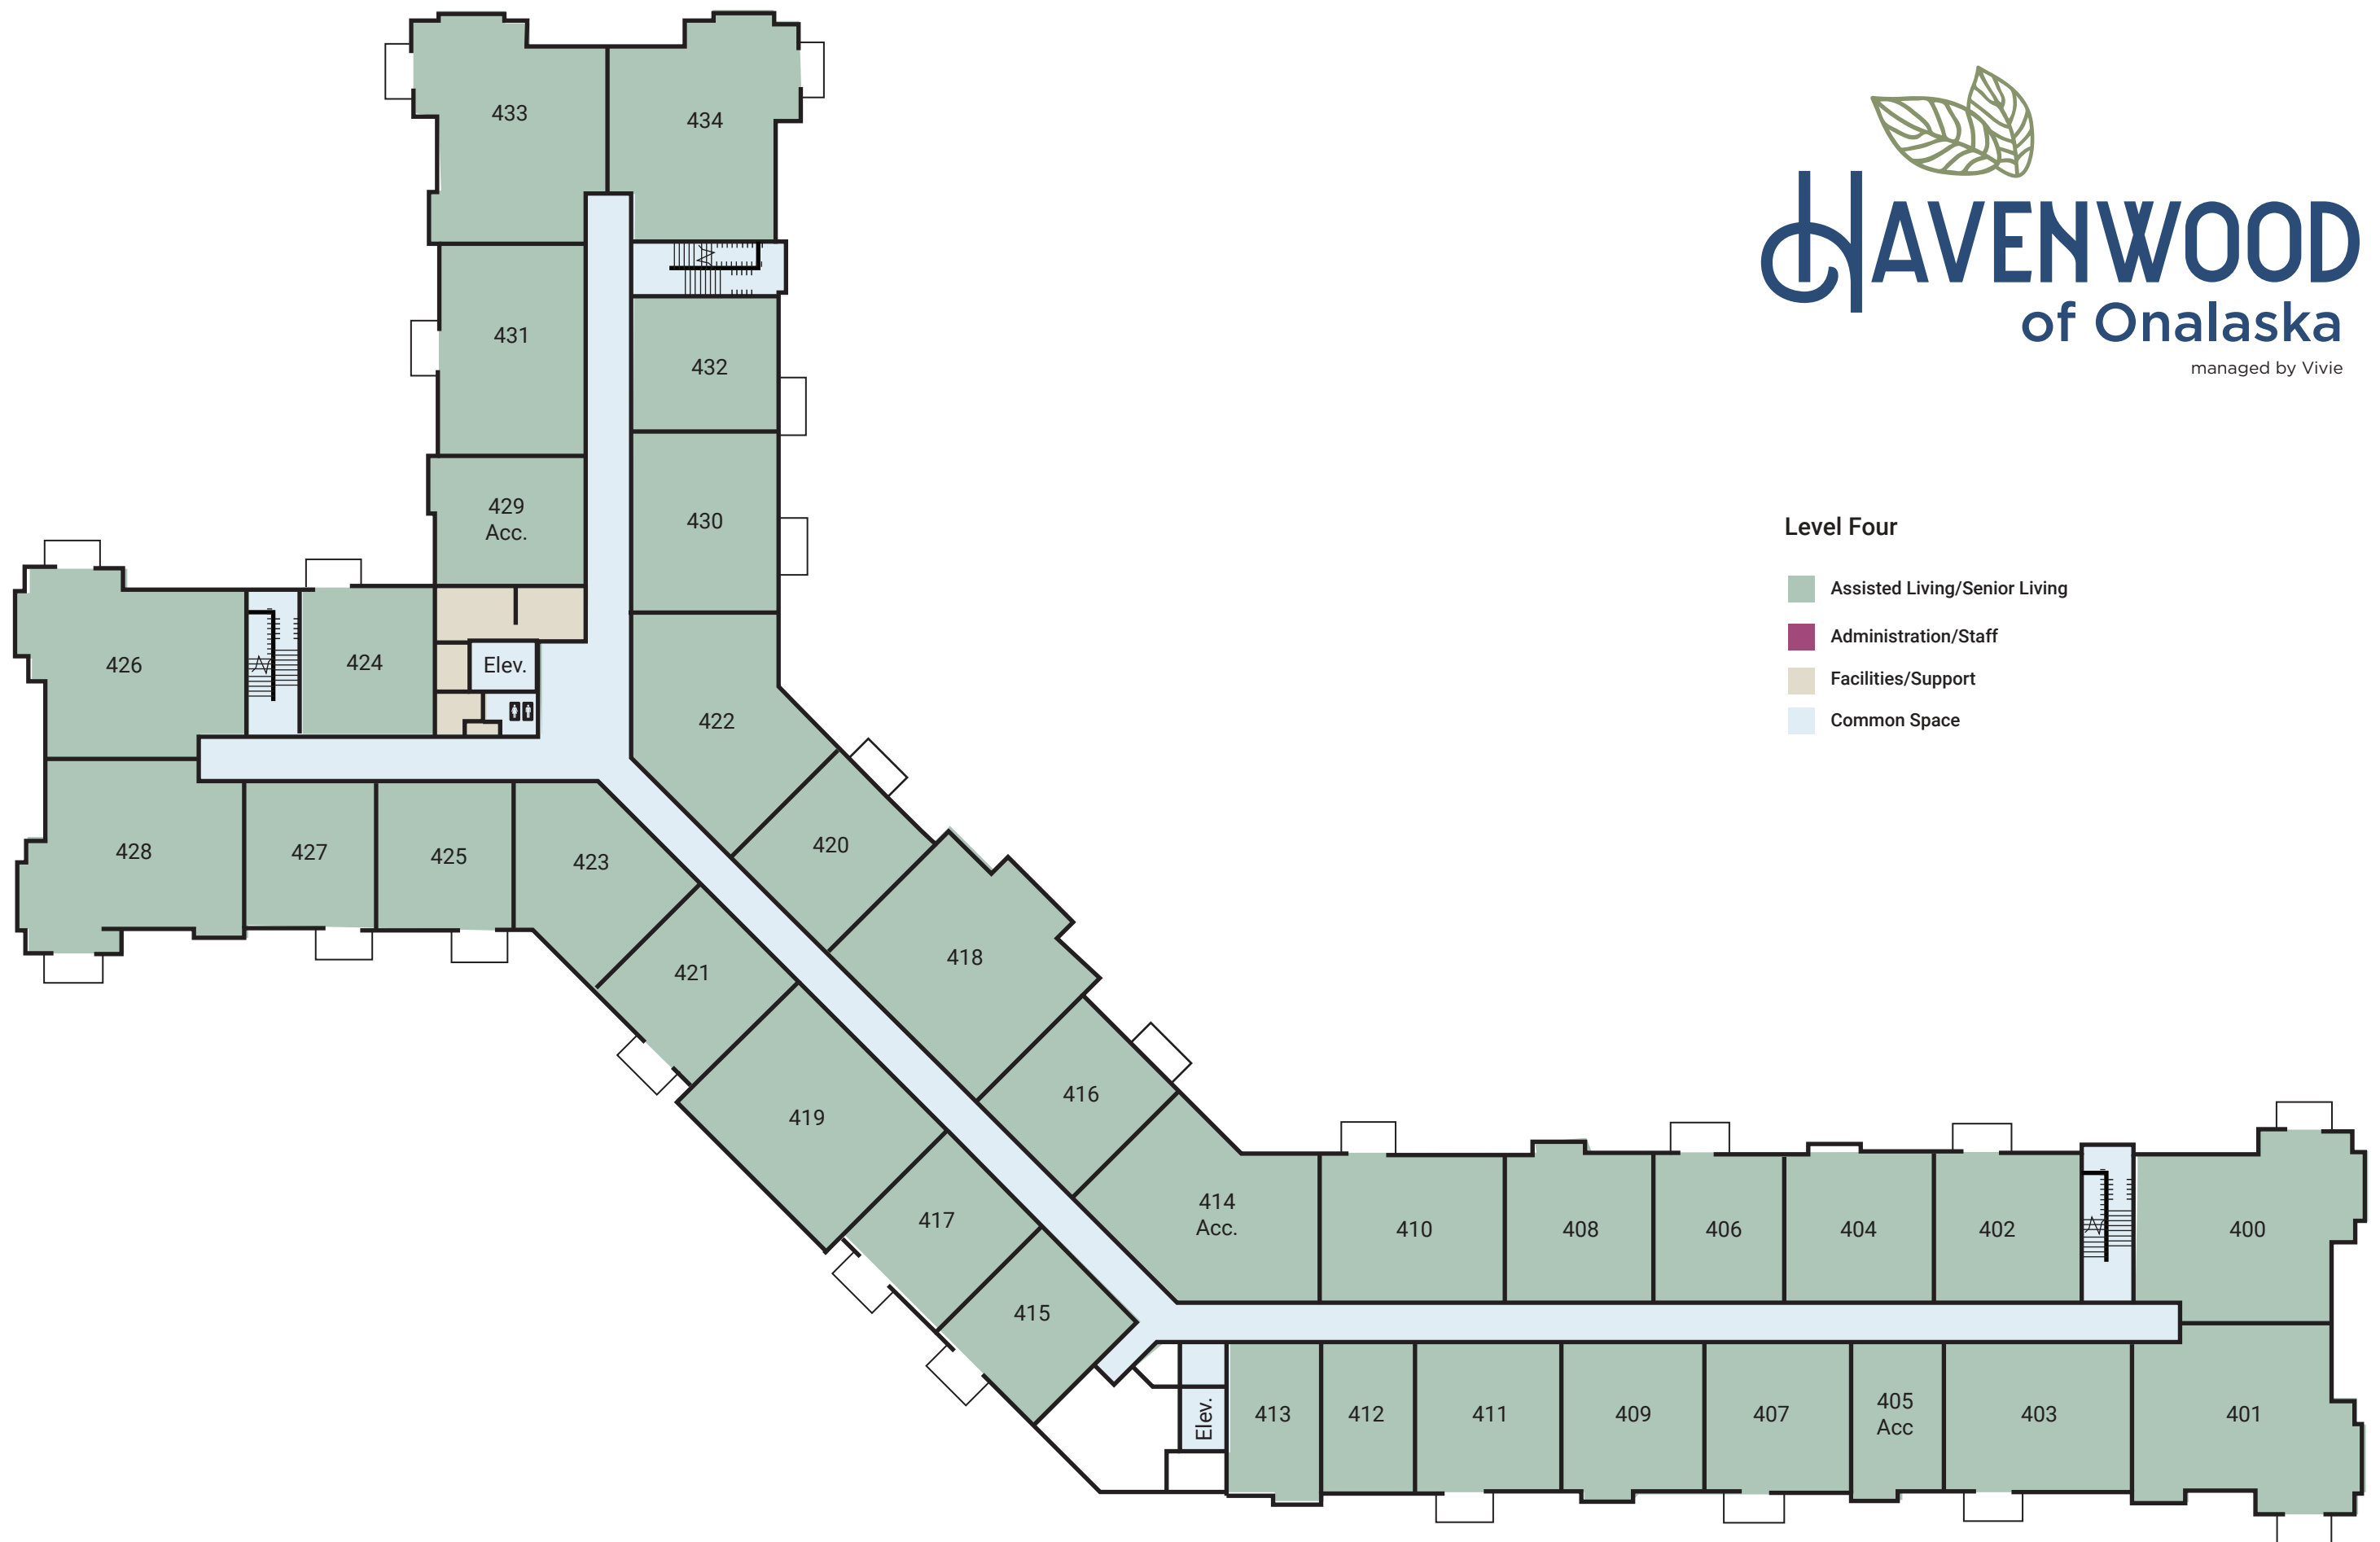 HAVENWOOD
of Onalaska
managed by Vivie
Level Four
Assisted Living/Senior Living
Administration/Staff
Facilities/Support
Common Space
433
434
431
432
429
Acc.
430
426
424
Elev.
422
428
427
425
423
420
421
418
419
416
417
415
414
Acc.
410
408
406
404
402
400
Elev.
413
412
411
409
407
405
Acc
403
401